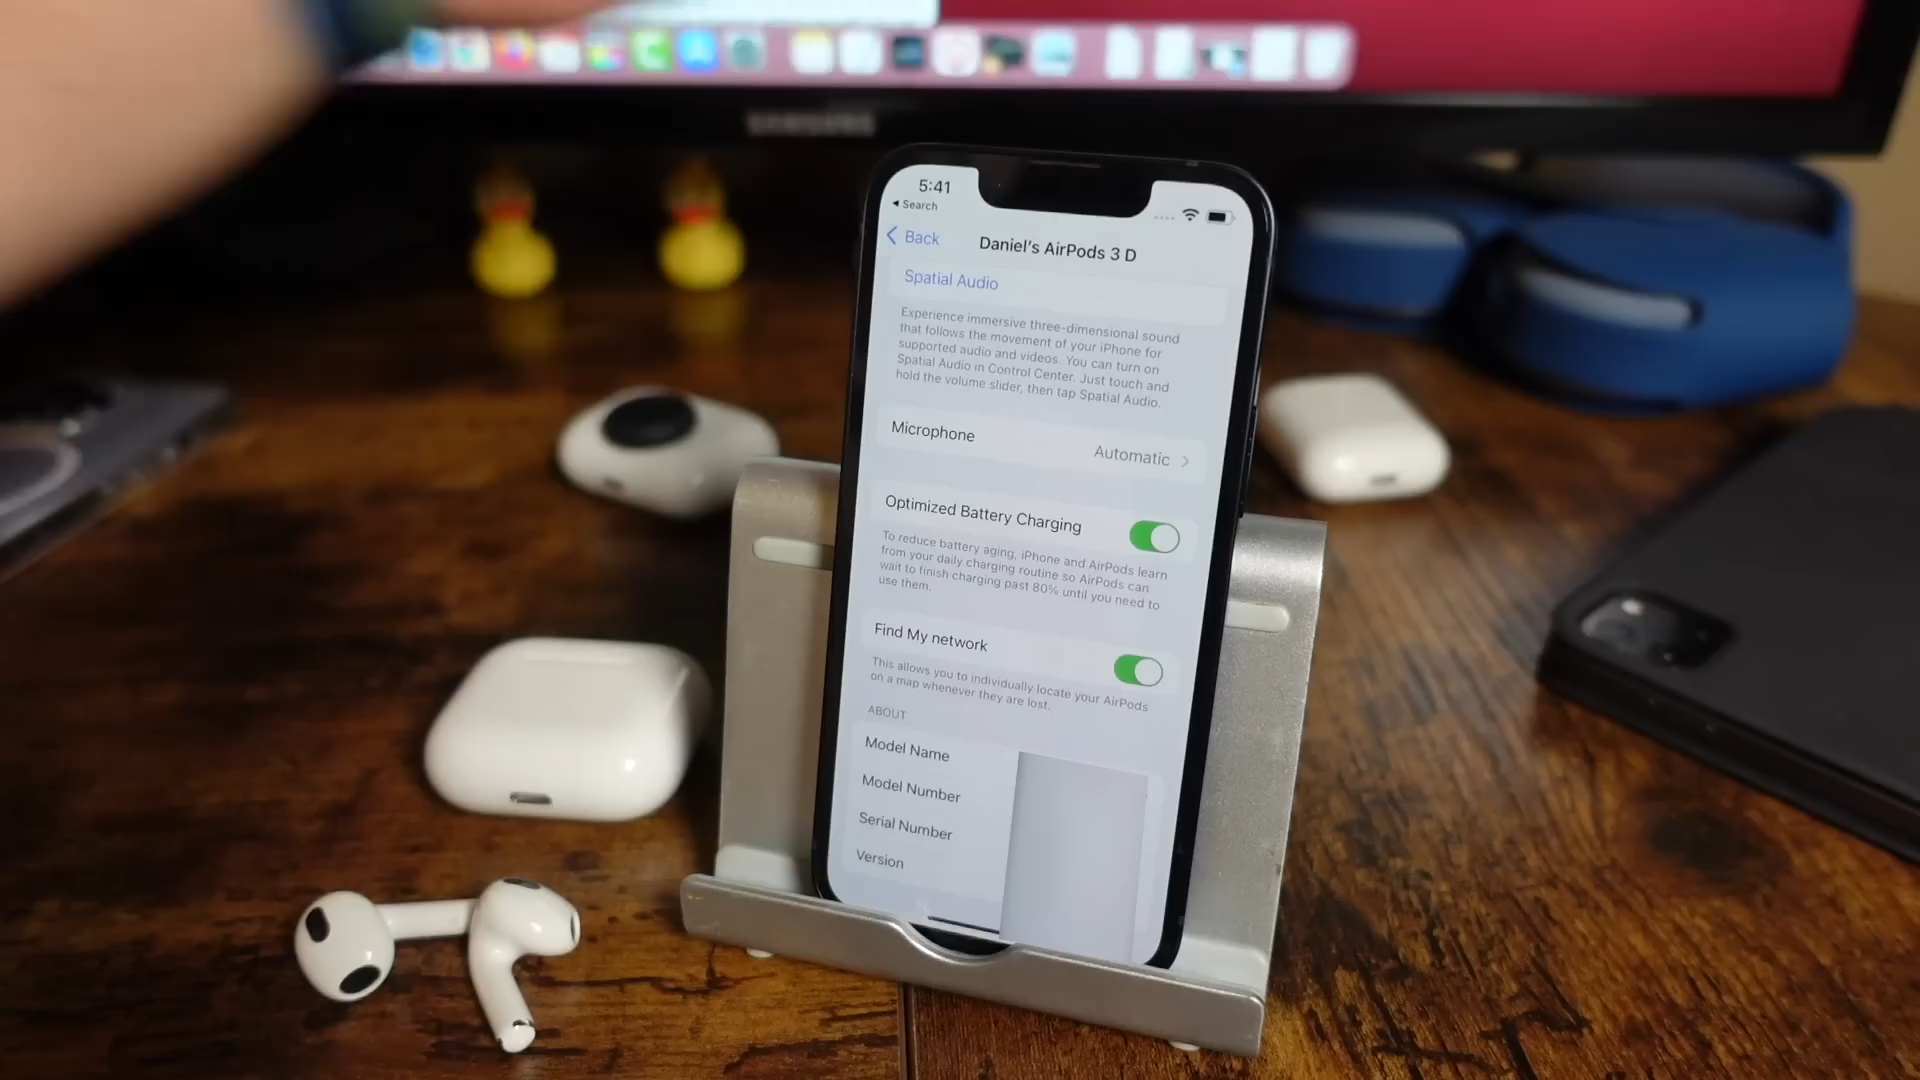 SAMSUNG
5:41
Search
Back
Daniel's AirPods 3 D
Spatial Audio
Experience immersive three-dimensional sound
that follows the movement of your iPhone for
supported audio and videos. You can turn on
Spatial Audio in Control Center. Just touch and
hold the volume slider, then tap Spatial Audio.
Microphone
Automatic
Optimized Battery Charging
To reduce battery aging, iPhone and AirPods learn
from your daily charging routine so AirPods can
wait to finish charging past 80% until you need to
use them.
Find My network
This allows you to individually locate your AirPods
on a map whenever they are lost.
ABOUT
Model Name
Model Number
Serial Number
Version